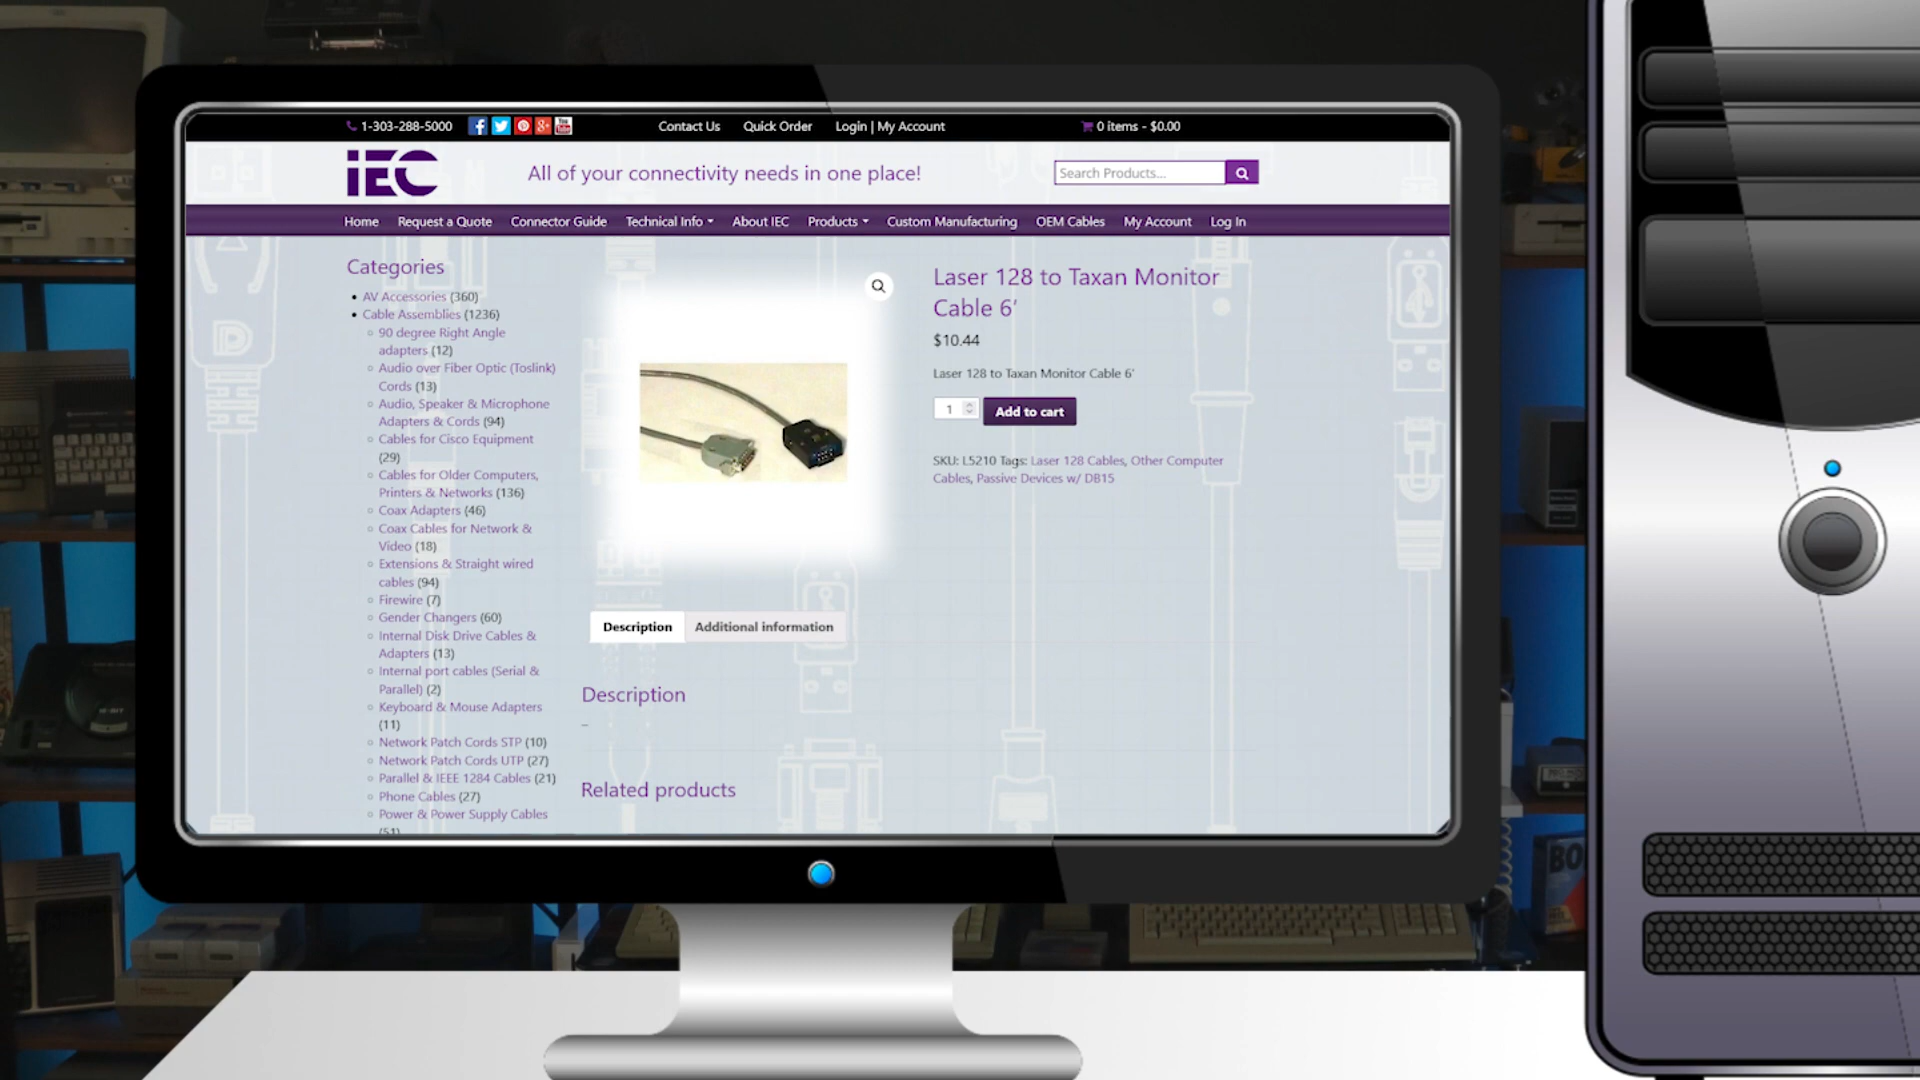 1-303-288-5000
You
Tube
Contact Us
Quick Order
Login | My Account
0 items - $0.00
iEC
All of your connectivity needs in one place!
Search Products...
Home
Request a Quote
Connector Guide
Technical Info
About IEC
Products
Custom Manufacturing
OEM Cables
My Account
Log In
Categories
AV Accessories (360)
Cable Assemblies (1236)
90 degree Right Angle
adapters (12)
Audio over Fiber Optic (Toslink)
Cords (13)
Audio, Speaker & Microphone
Adapters & Cords (94)
Cables for Cisco Equipment
(29)
Cables for Older Computers,
Printers & Networks (136)
Coax Adapters (46)
Coax Cables for Network &
Video (18)
Extensions & Straight wired
cables (94)
Firewire (7)
Gender Changers (60)
Internal Disk Drive Cables &
Adapters (13)
Internal port cables (Serial &
Parallel) (2)
Keyboard & Mouse Adapters
(11)
Network Patch Cords STP (10)
Network Patch Cords UTP (27)
Parallel & IEEE 1284 Cables (21)
Phone Cables (27)
Power & Power Supply Cables
(51)
Laser 128 to Taxan Monitor
Cable 6'
$10.44
Laser 128 to Taxan Monitor Cable 6'
1
Add to cart
SKU: L5210 Tags: Laser 128 Cables, Other Computer
Cables, Passive Devices w/ DB15
Description
Additional information
Description
–
Related products
16-BIT
BO